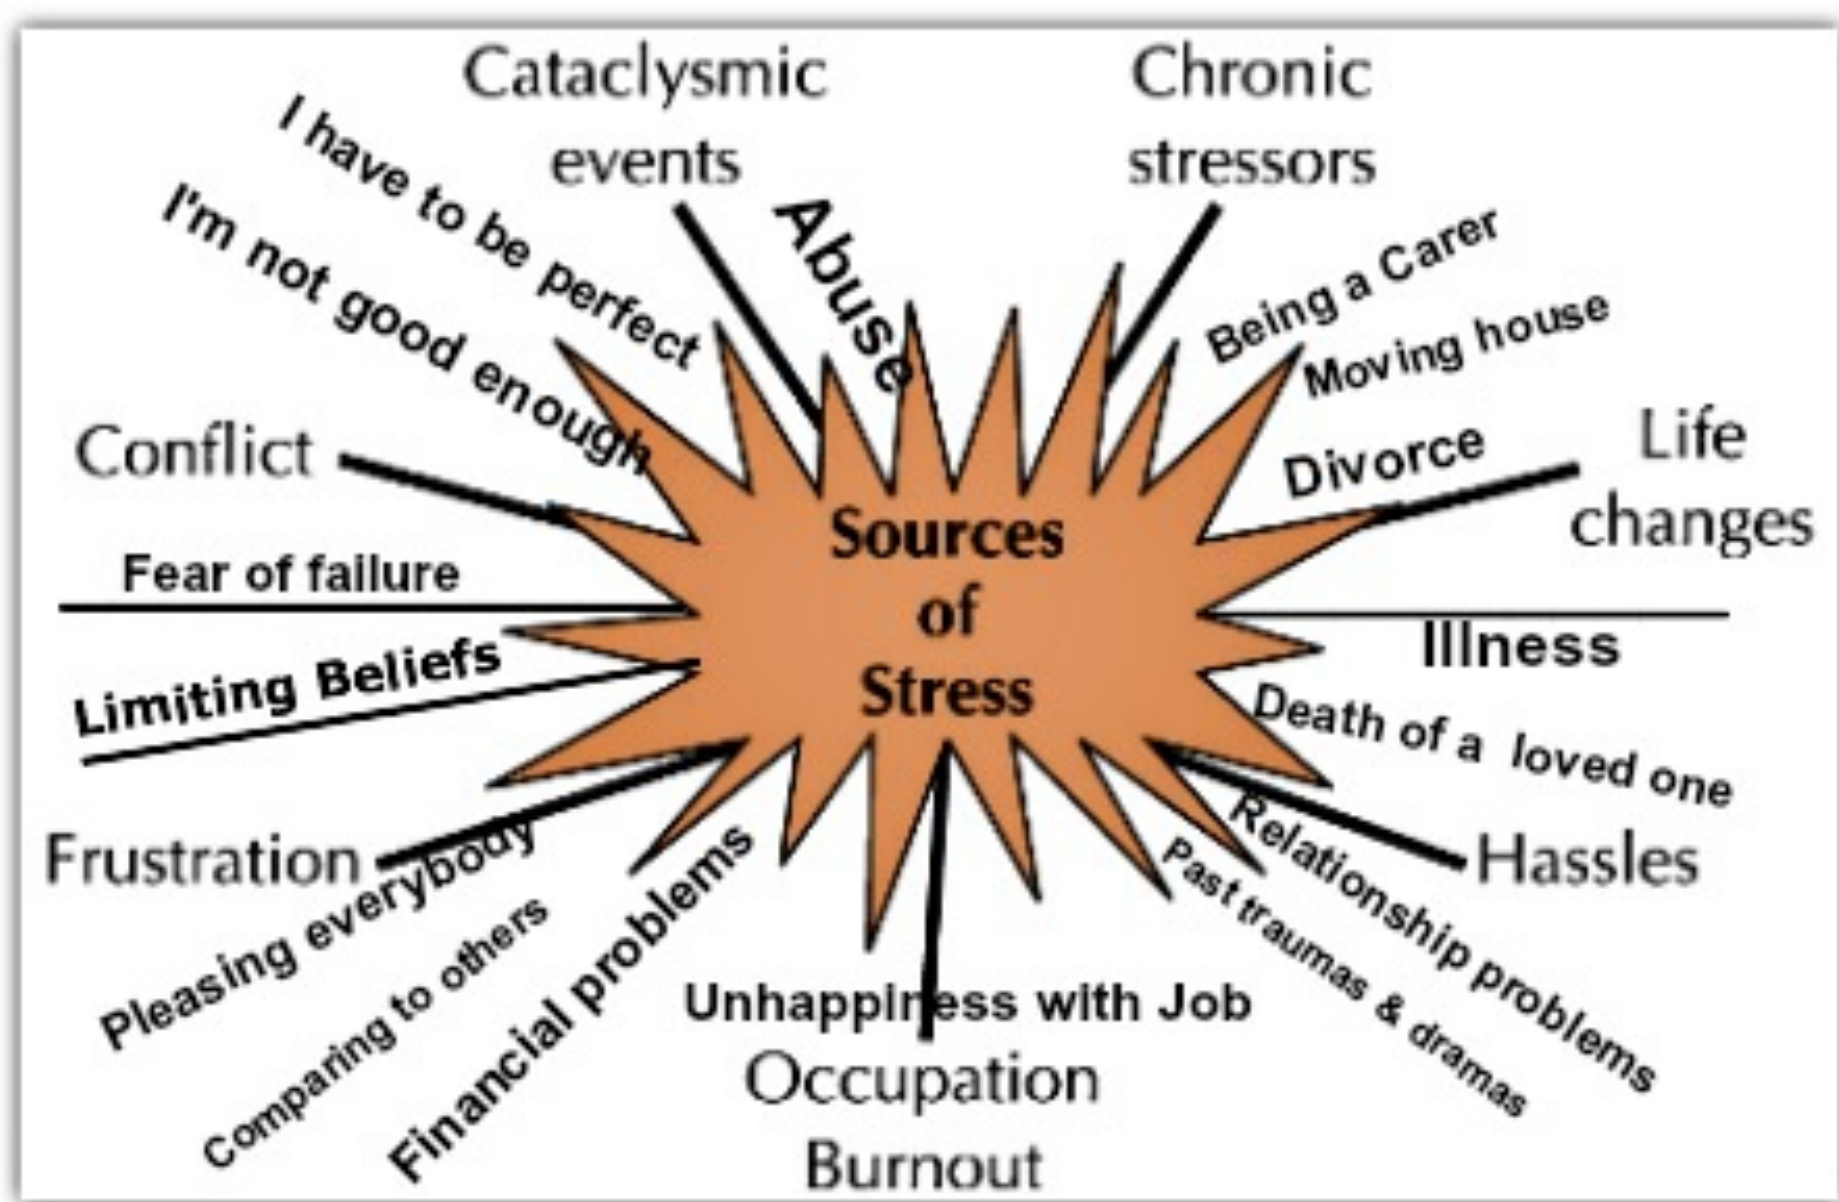 Cataclysmic
events
Chronic
stressors
I have to be perfect
I'm not good enough
Abuse
Being a Carer
Moving house
Divorce
Life
changes
Conflict
Fear of failure
Limiting Beliefs
Sources
of
Stress
Illness
Death of a loved one
Frustration
Hassles
Pleasing everybody
Comparing to others
Financial problems
Relationship problems
Past traumas & dramas
Unhappiness with Job
Occupation
Burnout